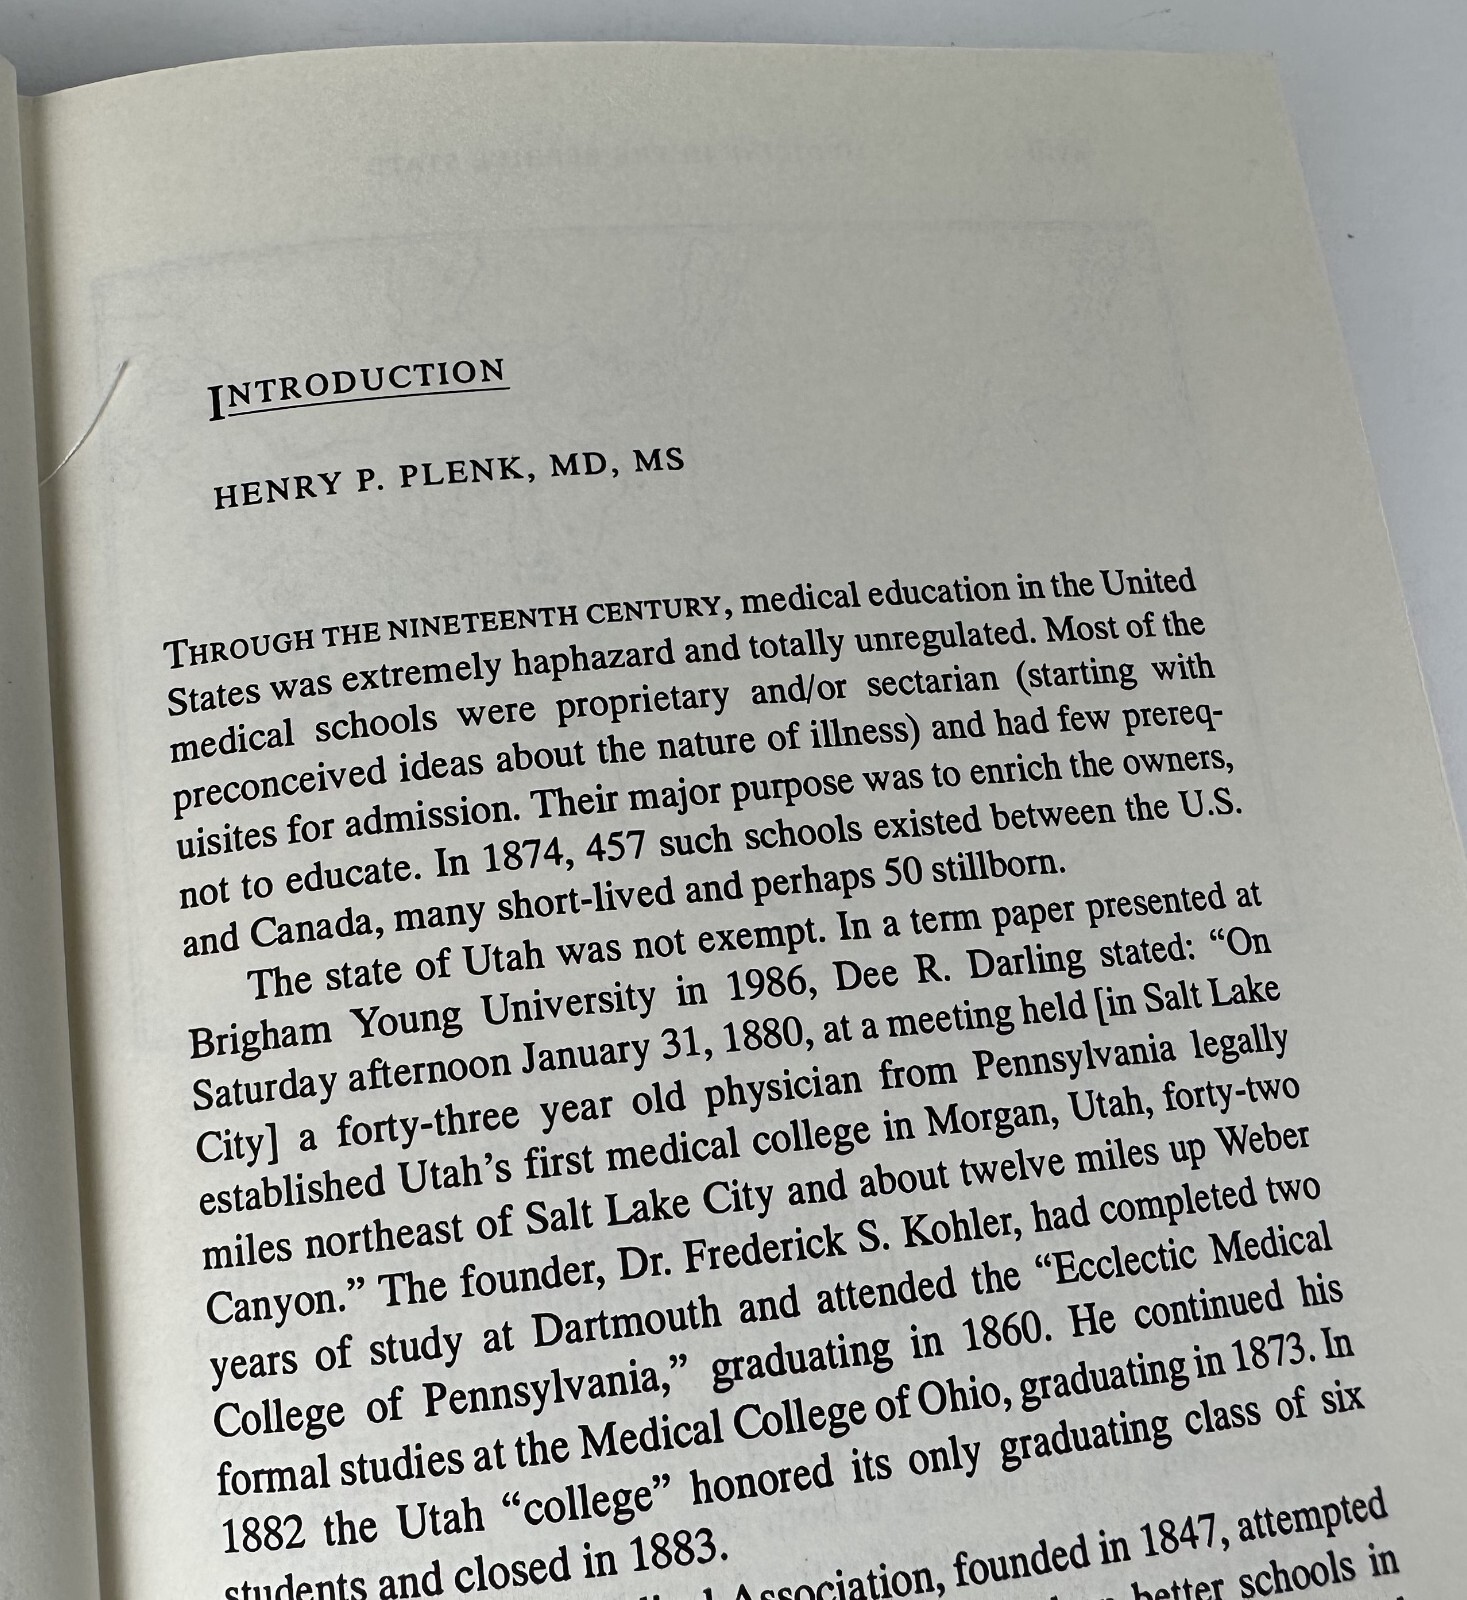 INTRODUCTION
HENRY P. PLENK, MD, MS
THROUGH THE NINETEENTH CENTURY, medical education in the United
States was extremely haphazard and totally unregulated. Most of the
medical schools were proprietary and/or sectarian (starting with
preconceived ideas about the nature of illness) and had few prereq-
uisites for admission. Their major purpose was to enrich the owners,
not to educate. In 1874, 457 such schools existed between the U.S.
and Canada, many short-lived and perhaps 50 stillborn.
The state of Utah was not exempt. In a term paper presented at
Brigham Young University in 1986, Dee R. Darling stated: “On
Saturday afternoon January 31, 1880, at a meeting held [in Salt Lake
City] a forty-three year old physician from Pennsylvania legally
established Utah’s first medical college in Morgan, Utah, forty-two
miles northeast of Salt Lake City and about twelve miles up Weber
Canyon.” The founder, Dr. Frederick S. Kohler, had completed two
years of study at Dartmouth and attended the “Ecclectic Medical
College of Pennsylvania,” graduating in 1860. He continued his
formal studies at the Medical College of Ohio, graduating in 1873. In
1882 the Utah “college” honored its only graduating class of six
students and closed in 1883.
Association, founded in 1847, attempted
better schools in